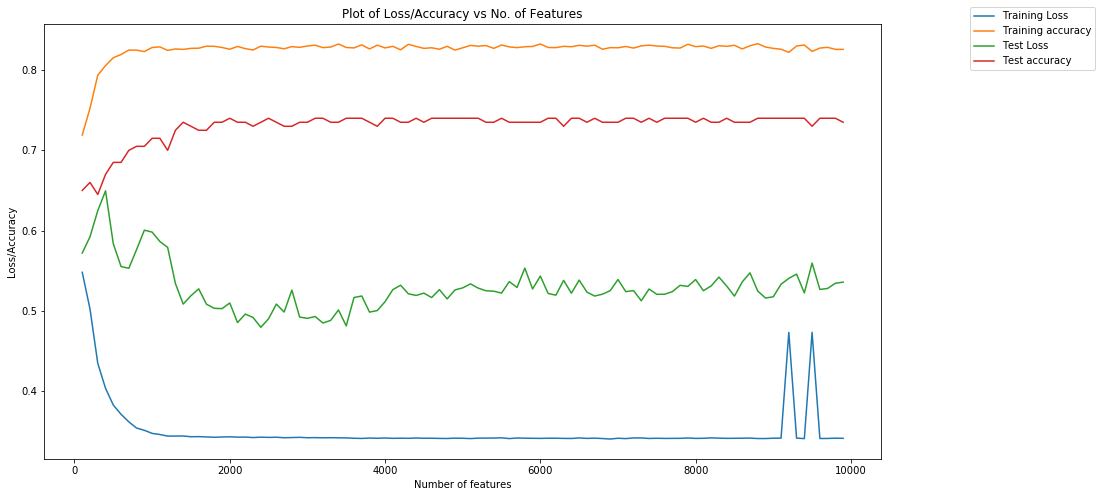 Plot of Loss/Accuracy vs No. of Features
Training Loss
Training accuracy
Test Loss
Test accuracy
Loss/Accuracy
0.8
0.7
0.6
0.5
0.4
0
2000
4000
6000
8000
10000
Number of features